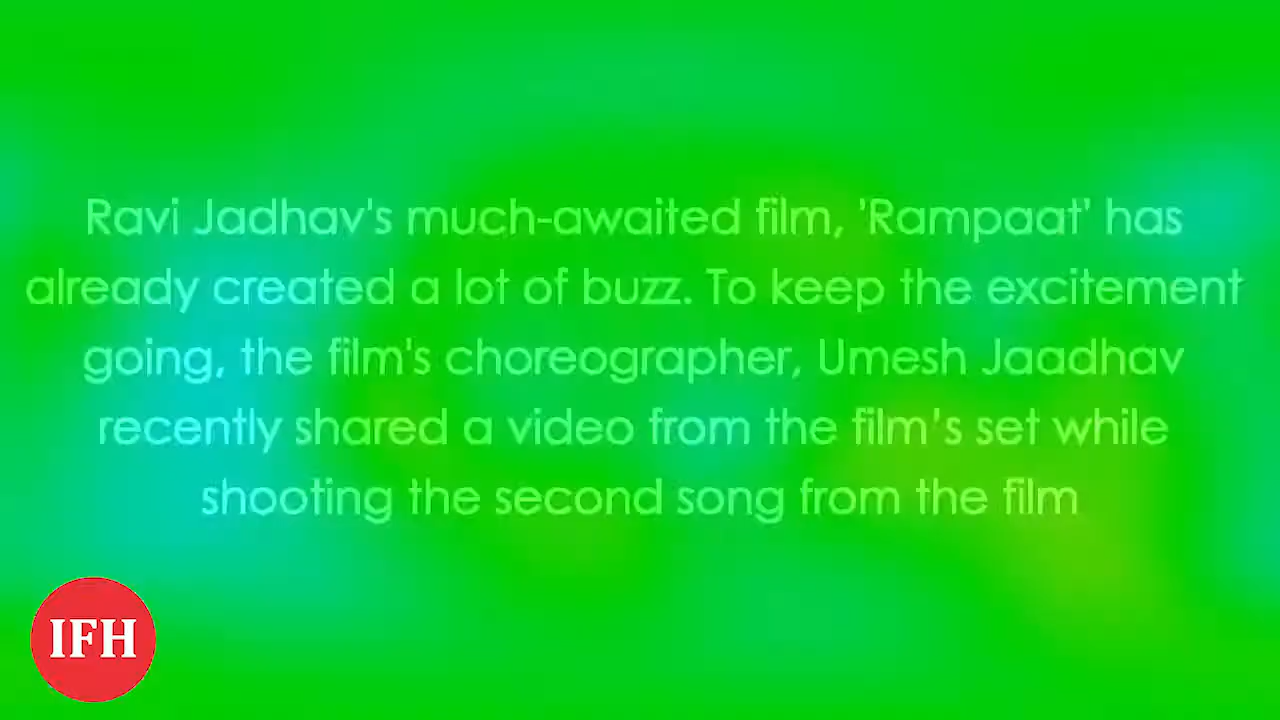 Ravi Jadhav's much-awaited film, 'Rampaat' has
already created a lot of buzz. To keep the excitement
going, the film's choreographer, Umesh Jaadhav
recently shared a video from the film's set while
shooting the second song from the film
IFH